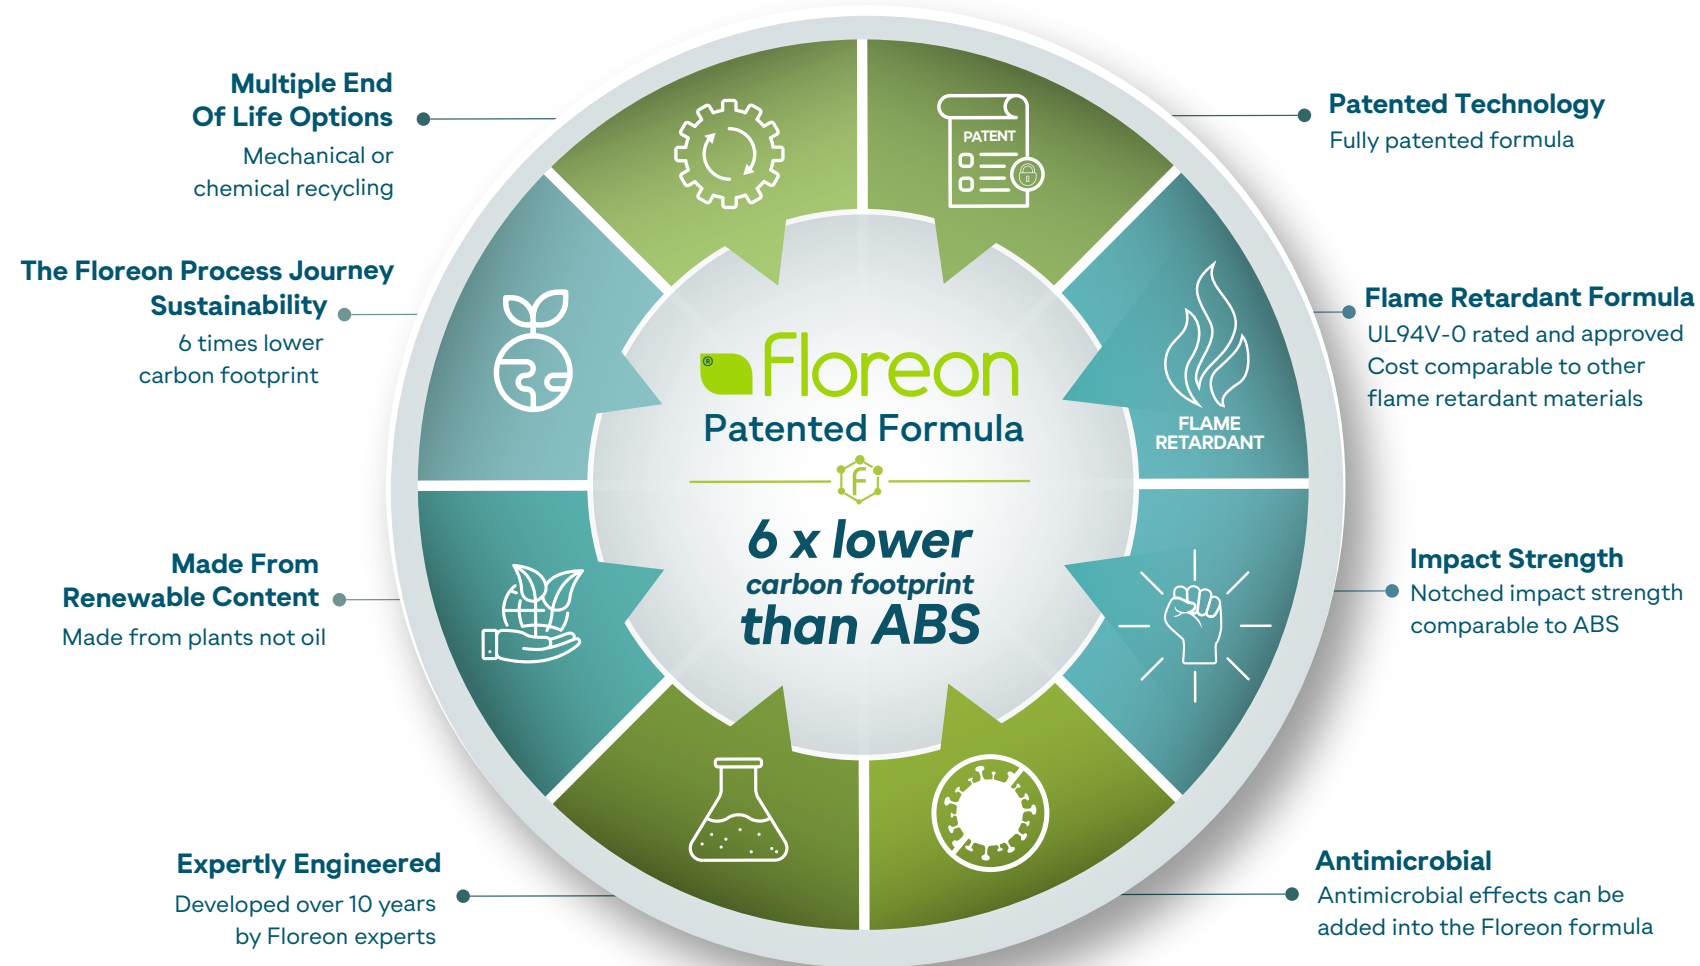 Multiple End
Of Life Options
Mechanical or
chemical recycling
The Floreon Process Journey
Sustainability
6 times lower
carbon footprint
Made From
Renewable Content
Made from plants not oil
Expertly Engineered
Developed over 10 years
by Floreon experts
PATENT
FLAME
RETARDANT
®
Floreon
Patented Formula
F
6 x lower
carbon footprint
than ABS
Patented Technology
Fully patented formula
Flame Retardant Formula
UL94V-0 rated and approved
Cost comparable to other
flame retardant materials
Impact Strength
Notched impact strength
comparable to ABS
Antimicrobial
Antimicrobial effects can be
added into the Floreon formula